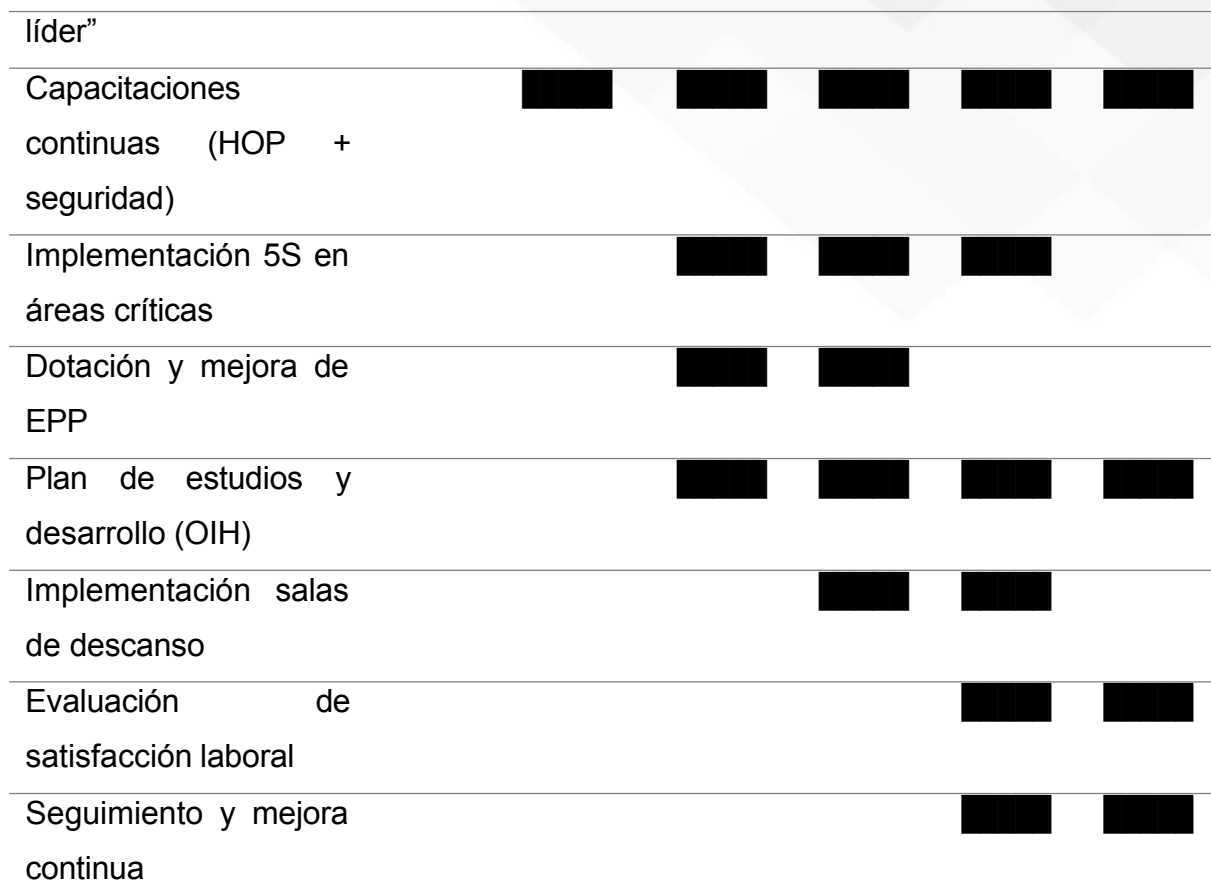 líder”
Capacitaciones
continuas (HOP +
seguridad)
Implementación 5S en
áreas críticas
Dotación y mejora de
EPP
Plan de estudios y
desarrollo (OIH)
Implementación salas
de descanso
Evaluación de
satisfacción laboral
Seguimiento y mejora
continua